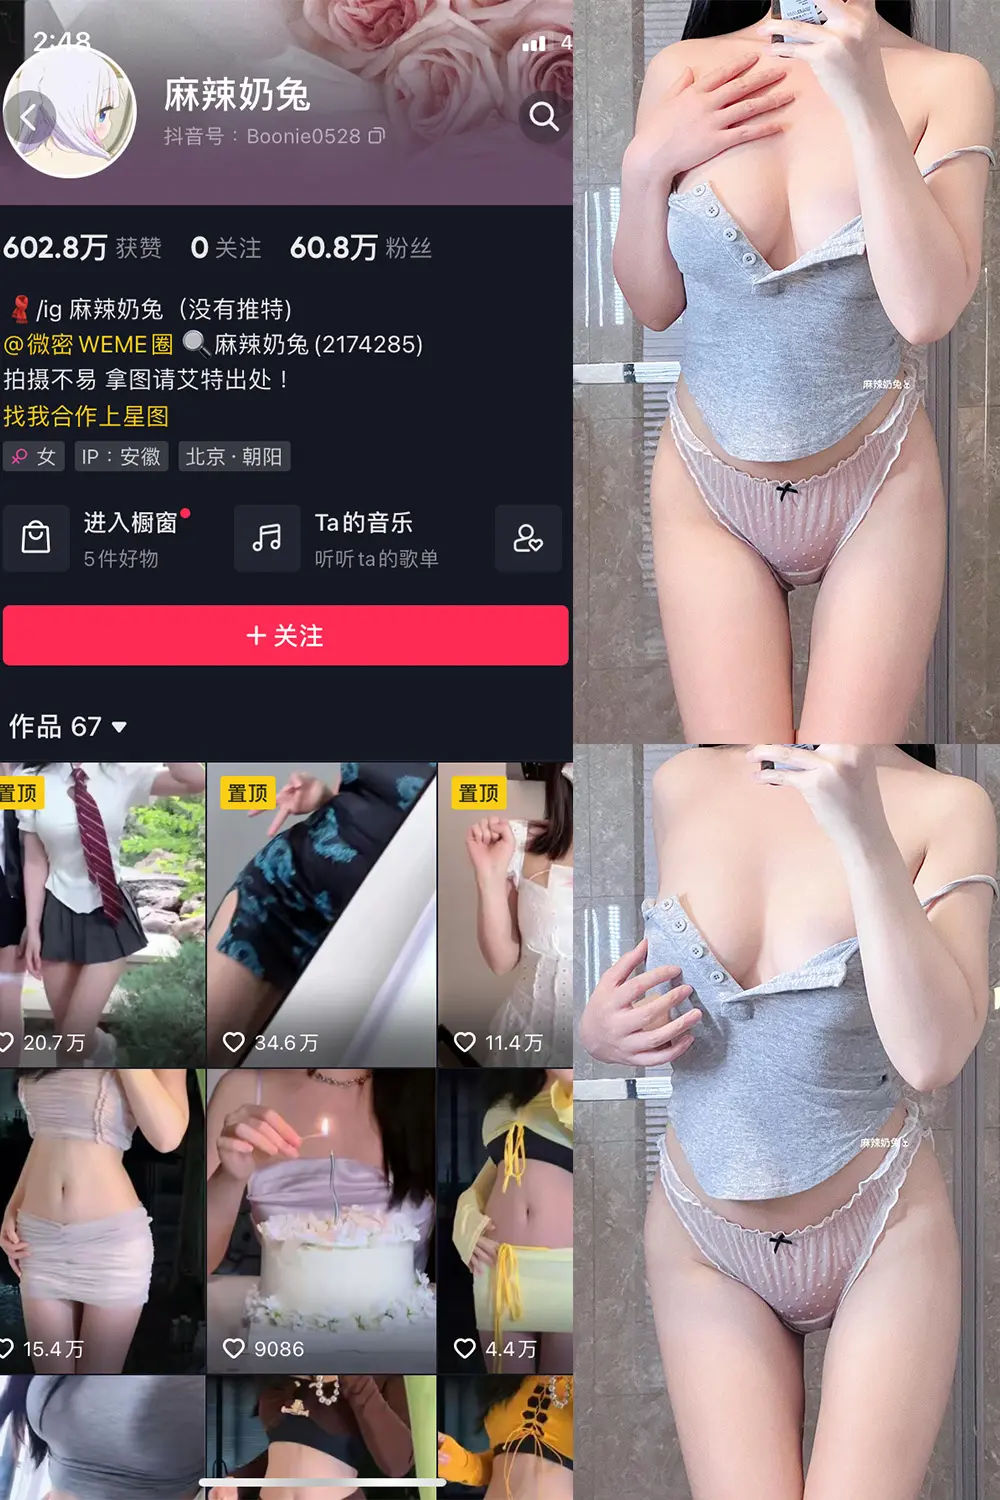 2:48
4
麻辣奶兔
抖音号：Boonie0528
602.8万 获赞 0 关注 60.8万 粉丝
/ig 麻辣奶兔（没有推特)
@微密 WEME圈 麻辣奶兔(2174285)
拍摄不易 拿图请艾特出处！
找我合作上星图
女 IP：安徽 北京·朝阳
进入橱窗 Ta的音乐
5件好物 听听ta的歌单
+ 关注
作品 67
置顶 置顶 置顶
20.7万 34.6万 11.4万
15.4万 9086 4.4万
麻辣奶兔
麻辣奶兔